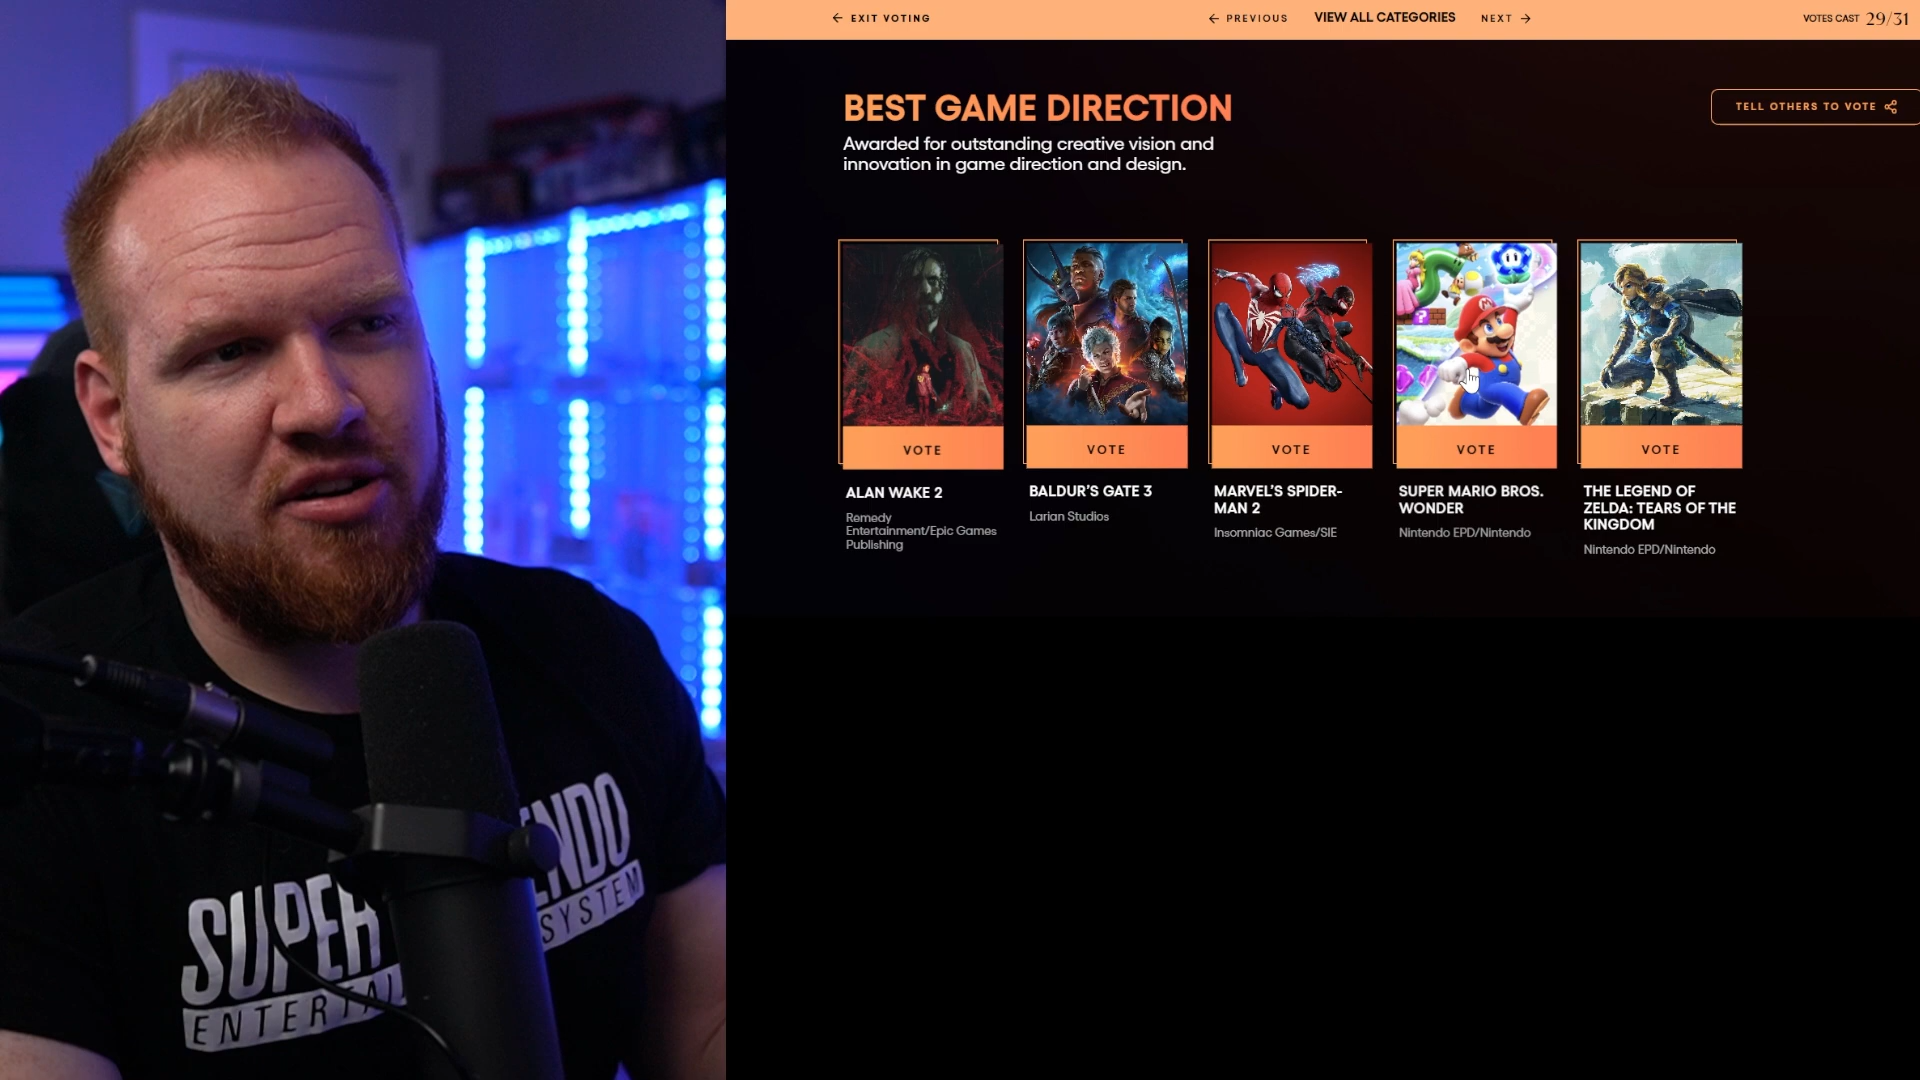 EXIT VOTING
PREVIOUS
VIEW ALL CATEGORIES
NEXT
VOTES CAST 29/31
BEST GAME DIRECTION
Awarded for outstanding creative vision and
innovation in game direction and design.
TELL OTHERS TO VOTE
VOTE
VOTE
VOTE
VOTE
VOTE
ALAN WAKE 2
Remedy
Entertainment/Epic Games
Publishing
BALDUR'S GATE 3
Larian Studios
MARVEL'S SPIDER-
MAN 2
Insomniac Games/SIE
SUPER MARIO BROS.
WONDER
Nintendo EPD/Nintendo
THE LEGEND OF
ZELDA: TEARS OF THE
KINGDOM
Nintendo EPD/Nintendo
SUPER
SYSTEM